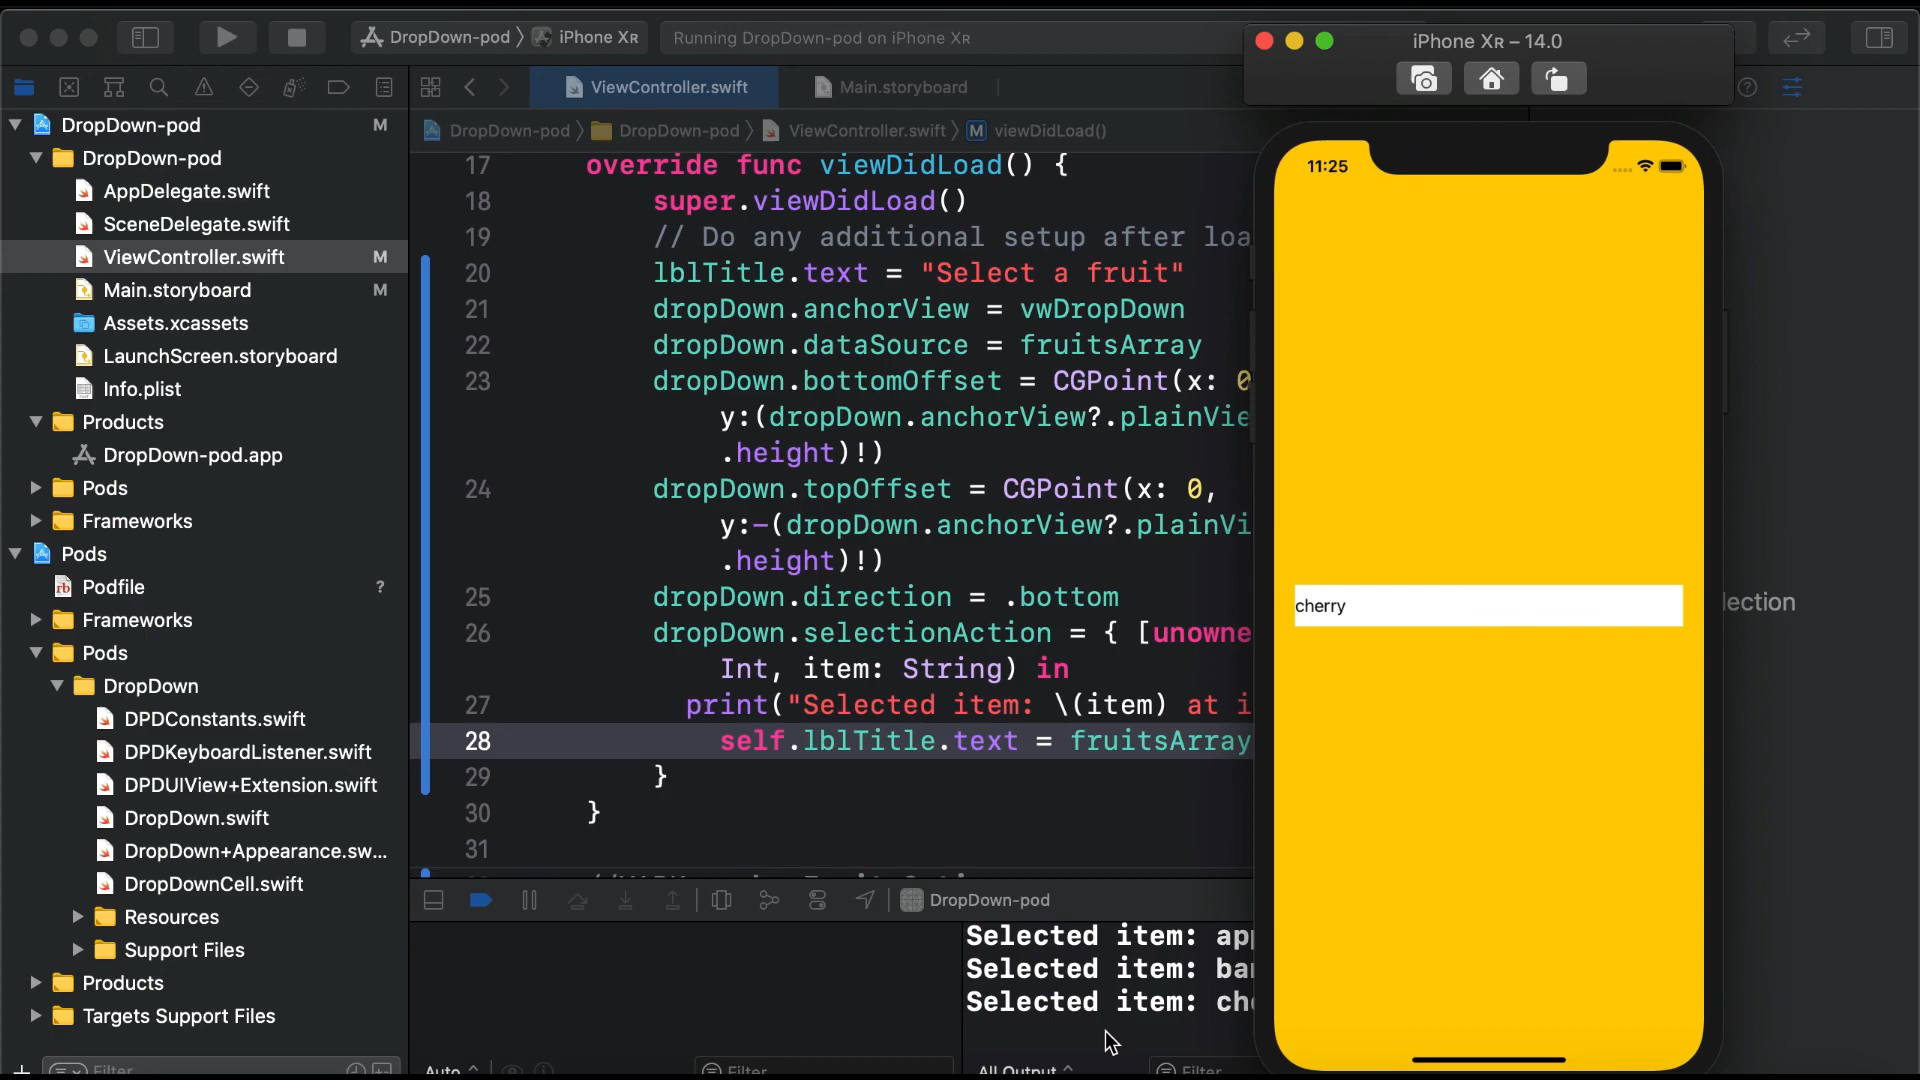 DropDown-pod
iPhone XR
Running DropDown-pod on iPhone XR
iPhone XR – 14.0
ViewController.swift
Main.storyboard
DropDown-pod M
DropDown-pod
AppDelegate.swift
SceneDelegate.swift
ViewController.swift M
Main.storyboard M
Assets.xcassets
LaunchScreen.storyboard
Info.plist
Products
DropDown-pod.app
Pods
Frameworks
Pods
rb Podfile ?
Frameworks
Pods
DropDown
DPDConstants.swift
DPDKeyboardListener.swift
DPDUIView+Extension.swift
DropDown.swift
DropDown+Appearance.sw...
DropDownCell.swift
Resources
Support Files
Products
Targets Support Files
Filter
DropDown-pod DropDown-pod ViewController.swift M viewDidLoad()
17 override func viewDidLoad() {
18 super.viewDidLoad()
19 // Do any additional setup after loa
20 lblTitle.text = "Select a fruit"
21 dropDown.anchorView = vwDropDown
22 dropDown.dataSource = fruitsArray
23 dropDown.bottomOffset = CGPoint(x: 0
y:(dropDown.anchorView?.plainVie
.height)!)
24 dropDown.topOffset = CGPoint(x: 0,
y:-(dropDown.anchorView?.plainVi
.height)!)
25 dropDown.direction = .bottom
26 dropDown.selectionAction = { [unowne
Int, item: String) in
27 print("Selected item: \(item) at i
28 self.lblTitle.text = fruitsArray
29 }
30 }
31
DropDown-pod
Selected item: app
Selected item: ban
Selected item: che
Auto
Filter
All Output
Filter
11:25
cherry
lection